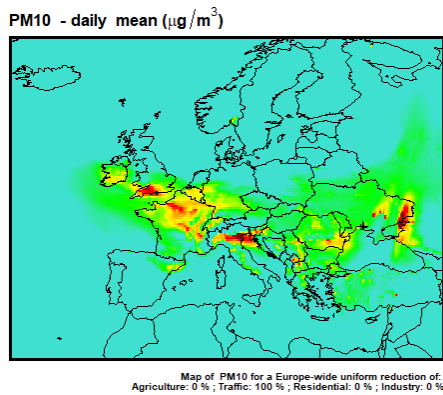 PM10 - daily mean (μg/m³)
Map of PM10 for a Europe-wide uniform reduction of:
Agriculture: 0 % ; Traffic: 100 % ; Residential: 0 % ; Industry: 0 %